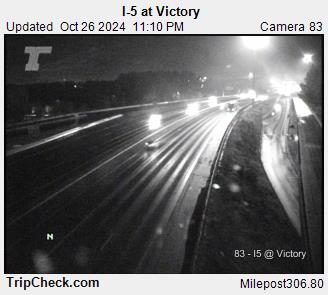 I-5 at Victory
Updated Oct 26 2024 11:10 PM Camera 83
T
N
83 - I5 @ Victory
TripCheck.com Milepost306.80